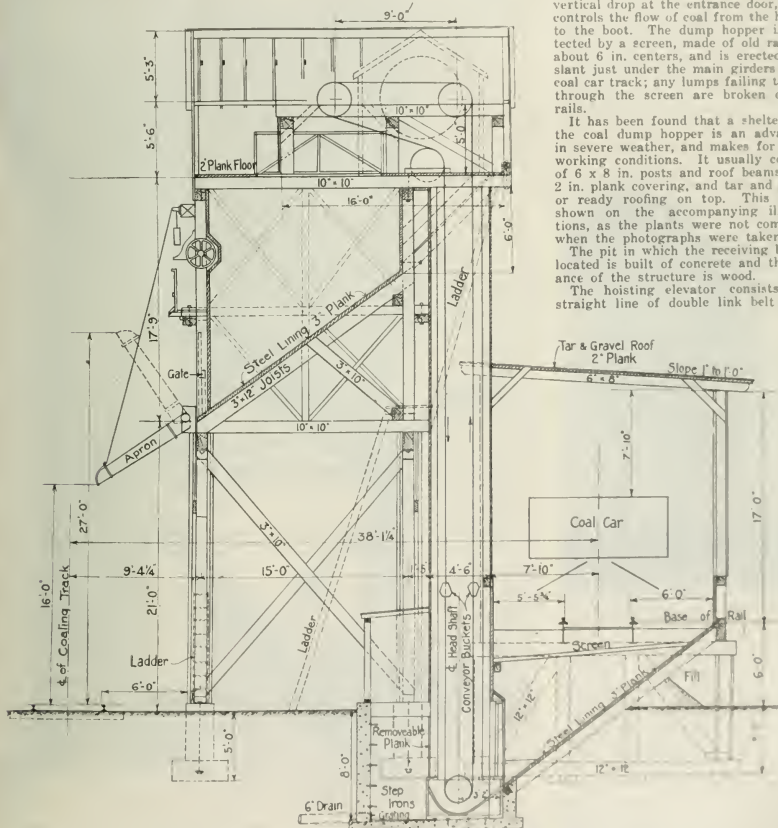 vertical drop at the entrance door,
controls the flow of coal from the
to the boot. The dump hopper
tected by a screen, made of old
about 6 in. centers, and is erected
slant just under the main girders
coal car track; any lumps failing
through the screen are broken
rails.
It has been found that a shelter
the coal dump hopper is an
in severe weather, and makes for
working conditions. It usually
of 6 x 8 in. posts and roof beams
2 in. plank covering, and tar and
or ready roofing on top. This
shown on the accompanying
tions, as the plants were not
when the photographs were taken
The pit in which the receiving
located is built of concrete and
ance of the structure is wood.
The hoisting elevator consists
straight line of double link belt
9'-0"
5'-3"
5'-6"
10"×10"
5'-0"
2" Plank Floor
10"×10"
16'-0"
6'-0"
17'-9"
Ladder
Steel Lining 3" Plank
3"×12" Joists
3"×10"
Gate
10"×10"
Apron
Tar & Gravel Roof
2" Plank
Slope 1" to 1'-0"
6"×8"
7'-10"
Coal Car
17'-0"
27'-0"
16'-0"
℄ of Coaling Track
9'-4¼"
15'-0"
38'-1¼"
4'-6"
7'-10"
3"×10"
21'-0"
5'-5¾"
6'-0"
Base of Rail
Ladder
Ladder
℄ Head Shaft
Conveyor Buckets
Screen
6'-0"
Fill
12"×12"
Steel Lining 3" Plank
6'-0"
5'-0"
8'-0"
Removeable
Plank
12"×12"
Step
Irons
Grating
6" Drain